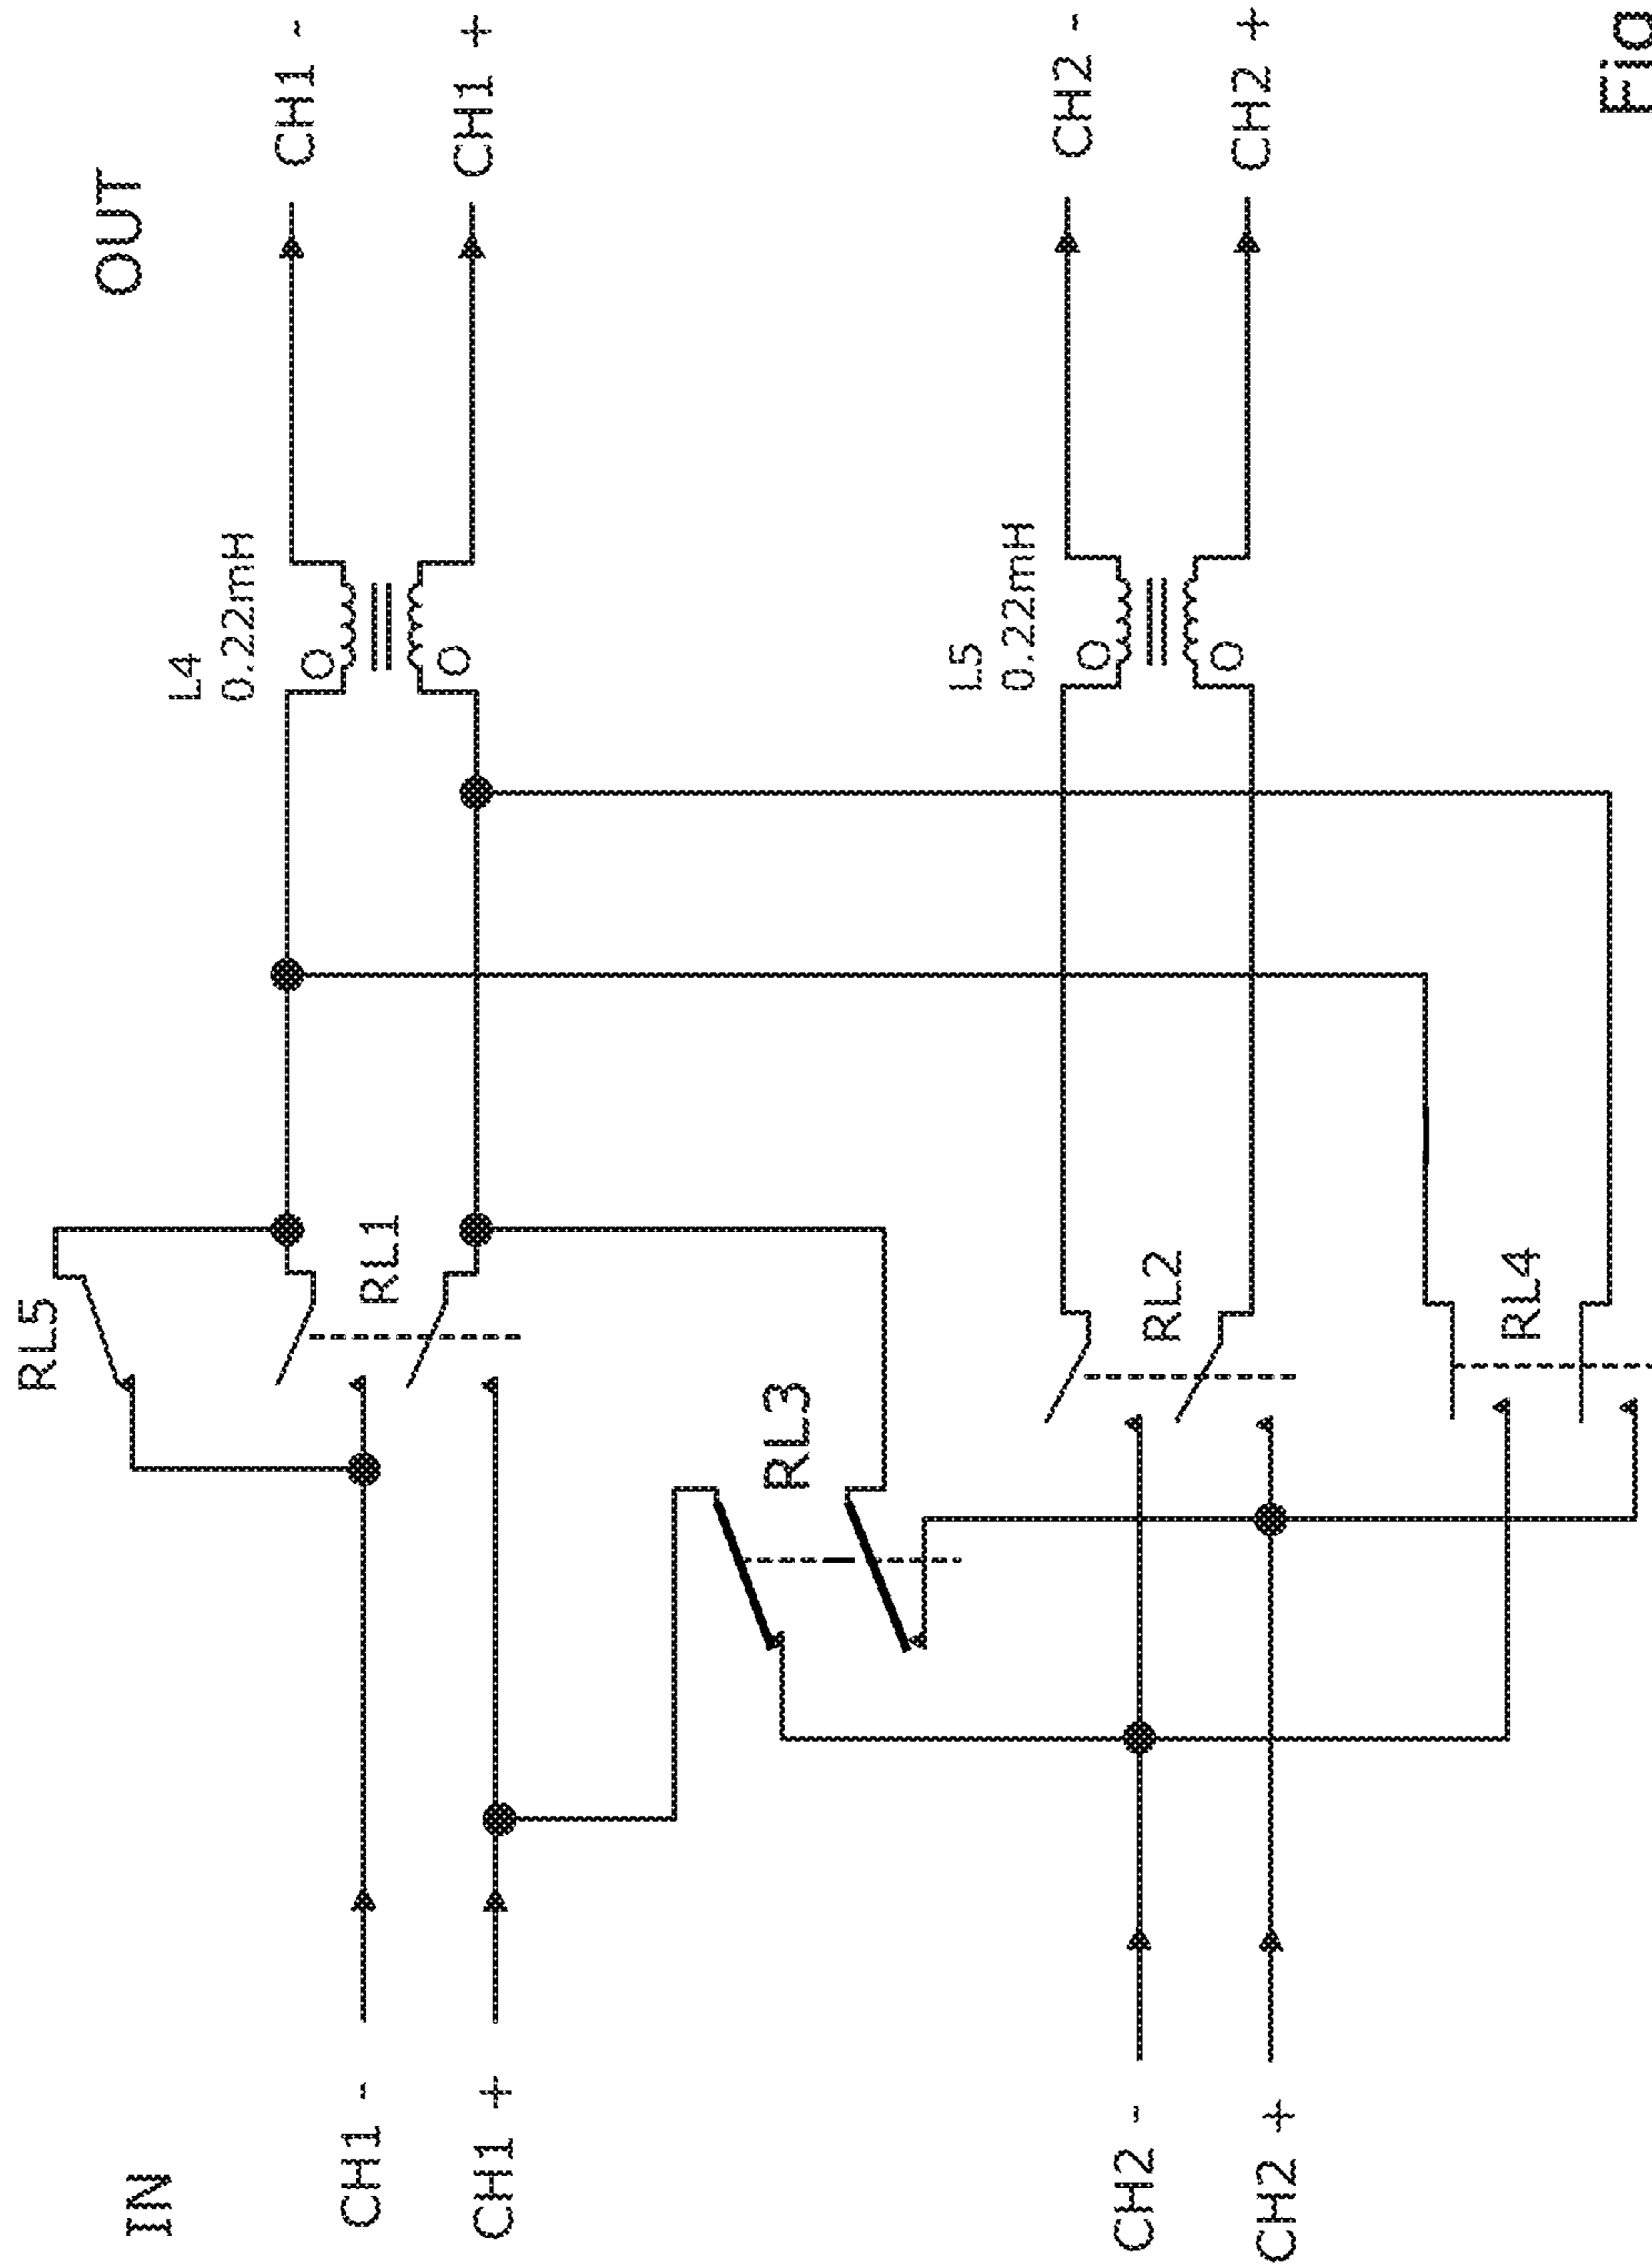 IN
OUT
RL5
CH1 -
CH1 +
RL1
L4
0.22mH
CH1 -
CH1 +
RL3
CH2 -
CH2 +
RL2
RL4
L5
0.22mH
CH2 -
CH2 +
Fig